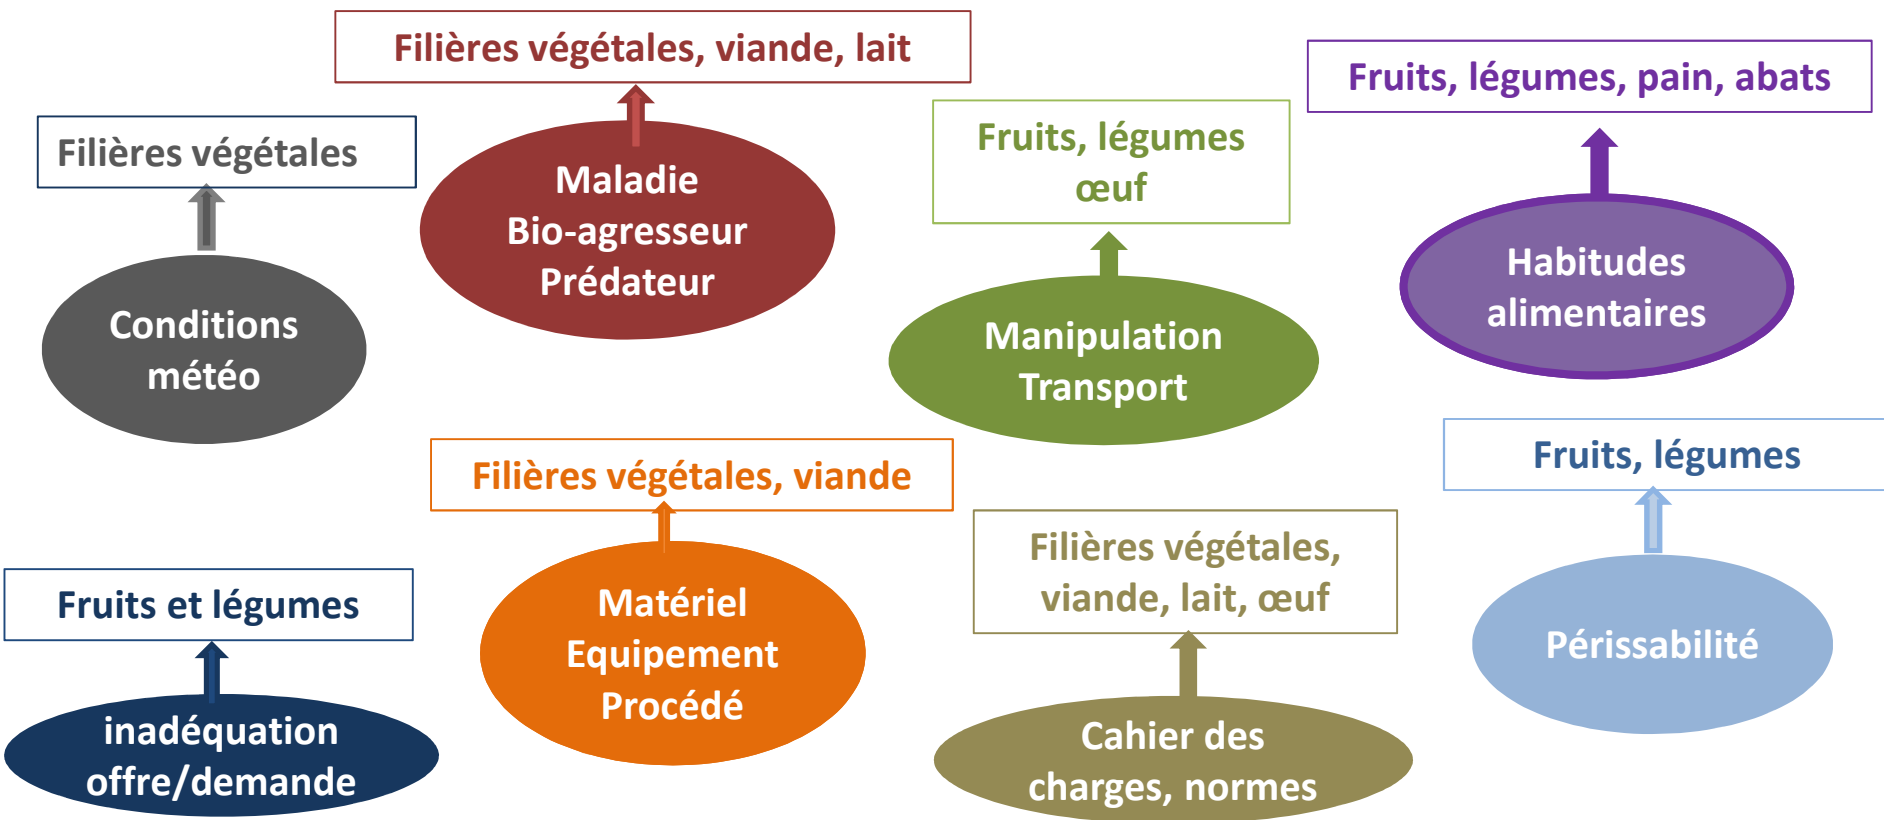 Filières végétales, viande, lait
Maladie
Bio-agresseur
Prédateur
Fruits, légumes, pain, abats
Habitudes
alimentaires
Filières végétales
Conditions
météo
Fruits, légumes
œuf
Manipulation
Transport
Filières végétales, viande
Matériel
Equipement
Procédé
Fruits, légumes
Périssabilité
Fruits et légumes
inadéquation
offre/demande
Filières végétales,
viande, lait, œuf
Cahier des
charges, normes